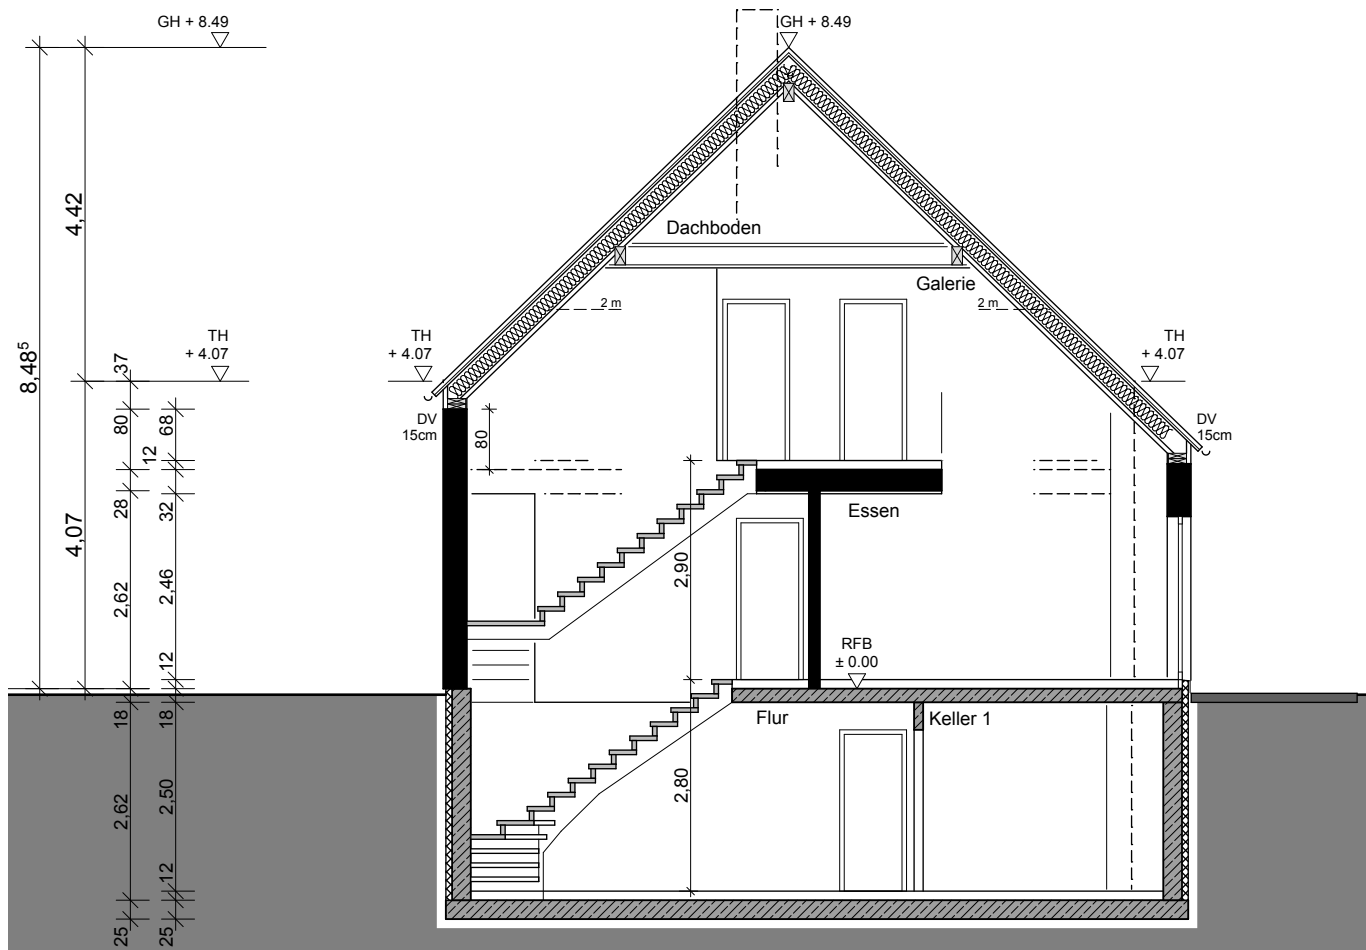 GH + 8.49
GH + 8.49
4,42
Dachboden
Galerie
2 m
2 m
TH
+ 4.07
TH
+ 4.07
TH
+ 4.07
8,48⁵
37
DV
15cm
DV
15cm
80
68
80
12
28
32
Essen
4,07
2,90
2,62
2,46
RFB
± 0.00
12
18
18
Flur
Keller 1
2,80
2,62
2,50
12
25
25